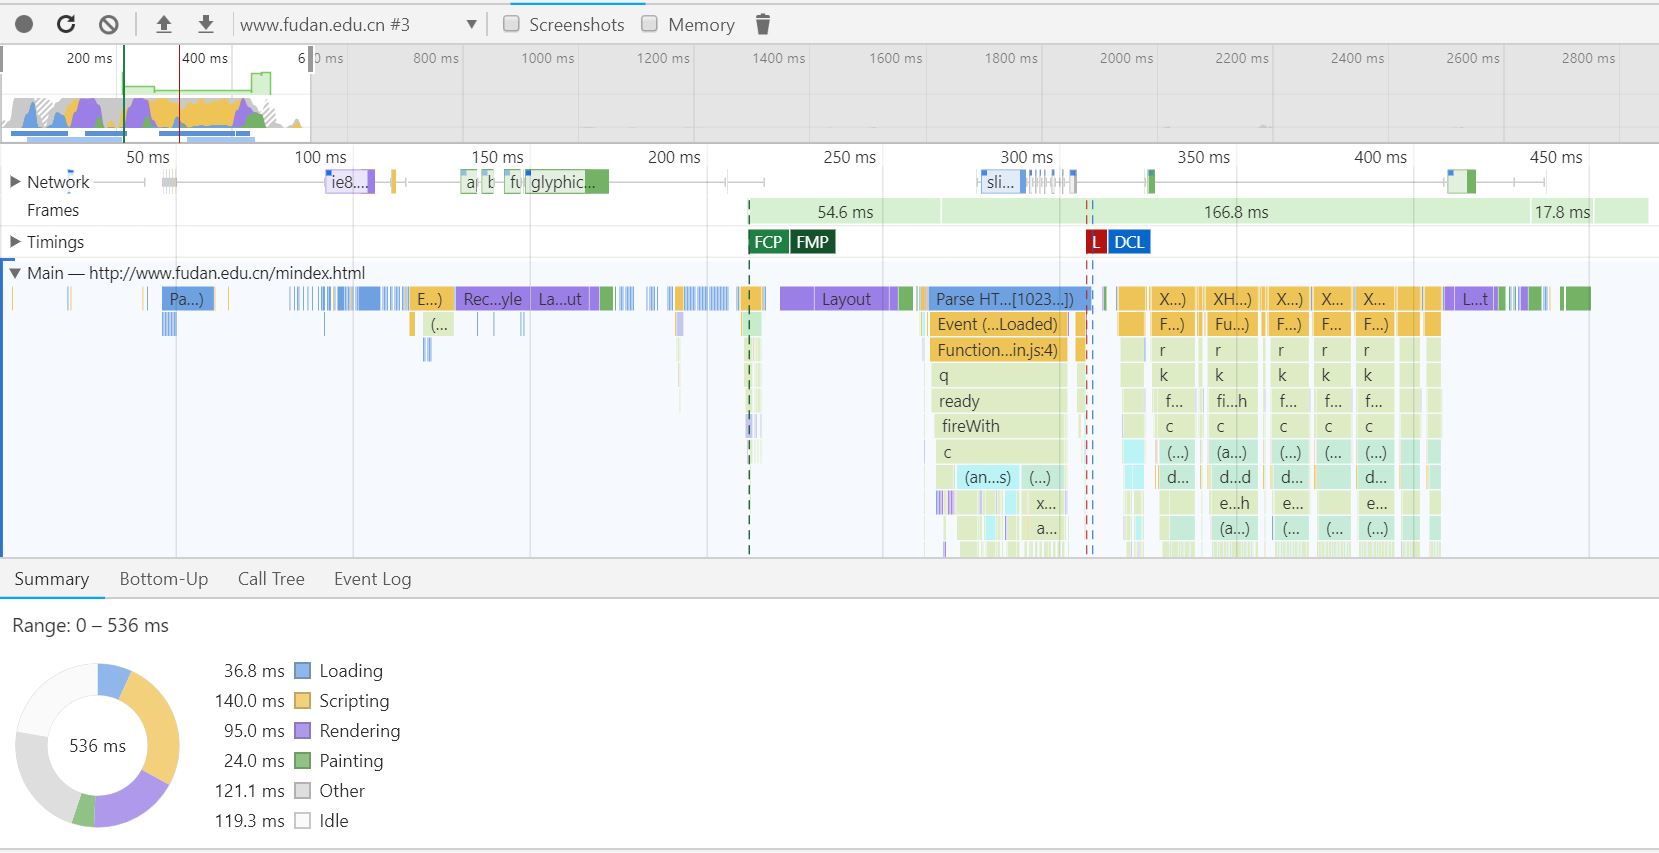 www.fudan.edu.cn #3 Screenshots Memory
200 ms 400 ms 6 0 ms 800 ms 1000 ms 1200 ms 1400 ms 1600 ms 1800 ms 2000 ms 2200 ms 2400 ms 2600 ms 2800 ms
50 ms 100 ms 150 ms 200 ms 250 ms 300 ms 350 ms 400 ms 450 ms
Network ie8.... a b fu glyphic... sli...
Frames 54.6 ms 166.8 ms 17.8 ms
Timings FCP FMP L DCL
Main — http://www.fudan.edu.cn/mindex.html
Pa...) E...) Rec...yle La...ut Layout Parse HT...[1023...]) X...) XH...) X...) X... X... L...t
(... Event (...Loaded) F...) Fu...) F...) F... F...)
Function...in.js:4) r r r r r
q k k k k k
ready f... fi...h f... f... f...
fireWith c c c c c
c (...) (a...) (...) (... (...)
(an...s) (...) d... d...d d... d...
x... e...h e... e...
a... (a...) (... (... (...)
Summary Bottom-Up Call Tree Event Log
Range: 0 – 536 ms
536 ms
36.8 ms Loading
140.0 ms Scripting
95.0 ms Rendering
24.0 ms Painting
121.1 ms Other
119.3 ms Idle